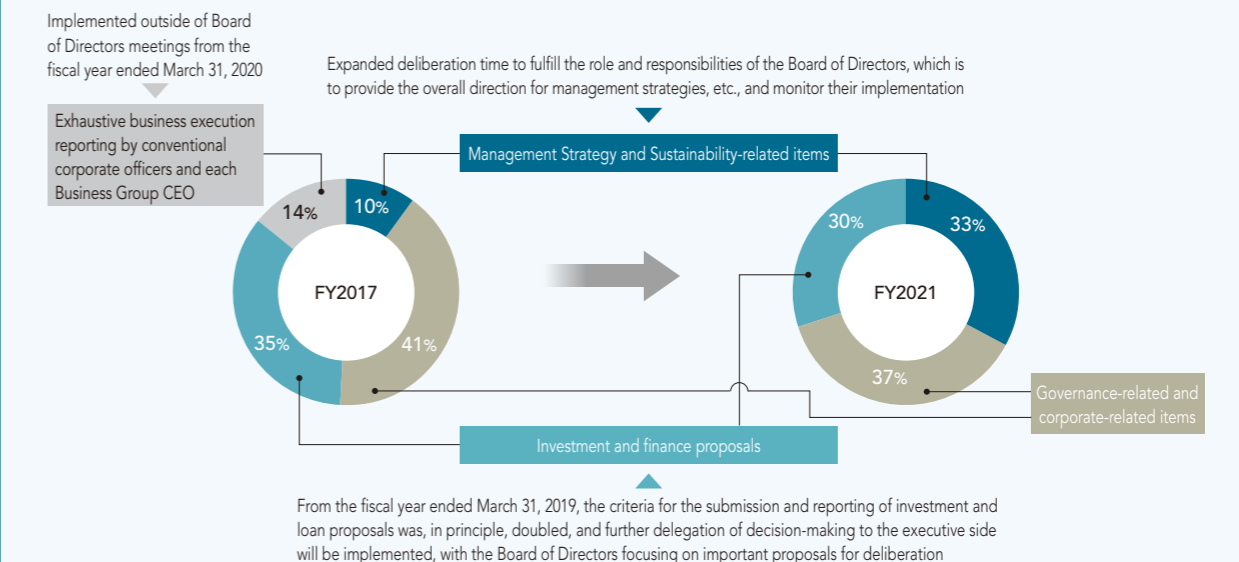 Implemented outside of Board
of Directors meetings from the
fiscal year ended March 31, 2020
Expanded deliberation time to fulfill the role and responsibilities of the Board of Directors, which is
to provide the overall direction for management strategies, etc., and monitor their implementation
Exhaustive business execution
reporting by conventional
corporate officers and each
Business Group CEO
Management Strategy and Sustainability-related items
14%
10%
35%
41%
FY2017
30%
33%
37%
FY2021
Governance-related and
corporate-related items
Investment and finance proposals
From the fiscal year ended March 31, 2019, the criteria for the submission and reporting of investment and
loan proposals was, in principle, doubled, and further delegation of decision-making to the executive side
will be implemented, with the Board of Directors focusing on important proposals for deliberation